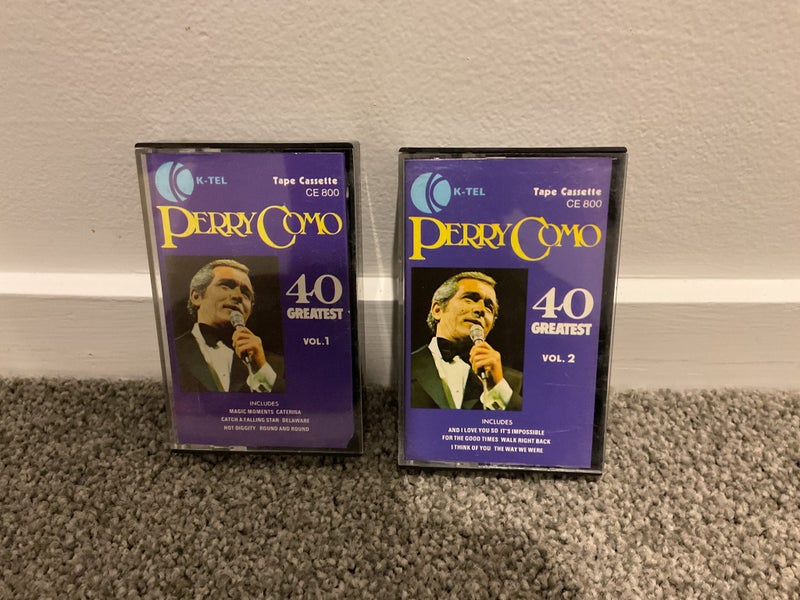 K-TEL
Tape Cassette
CE 800
PERRY COMO
40
GREATEST
VOL.1
INCLUDES
MAGIC MOMENTS CATERINA
CATCH A FALLING STAR DELAWARE
HOT DIGGITY ROUND AND ROUND
K-TEL
Tape Cassette
CE 800
PERRY COMO
40
GREATEST
VOL. 2
INCLUDES
AND I LOVE YOU SO IT'S IMPOSSIBLE
FOR THE GOOD TIMES WALK RIGHT BACK
I THINK OF YOU THE WAY WE WERE